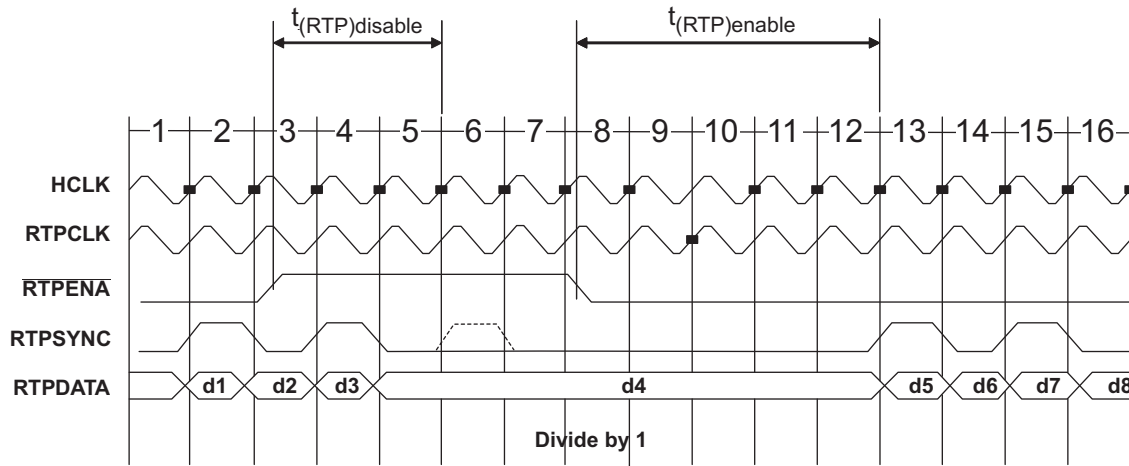 t(RTP)disable t(RTP)enable
1 2 3 4 5 6 7 8 9 10 11 12 13 14 15 16
HCLK
RTPCLK
RTPENA
RTPSYNC
RTPDATA d1 d2 d3 d4 d5 d6 d7 d8
Divide by 1